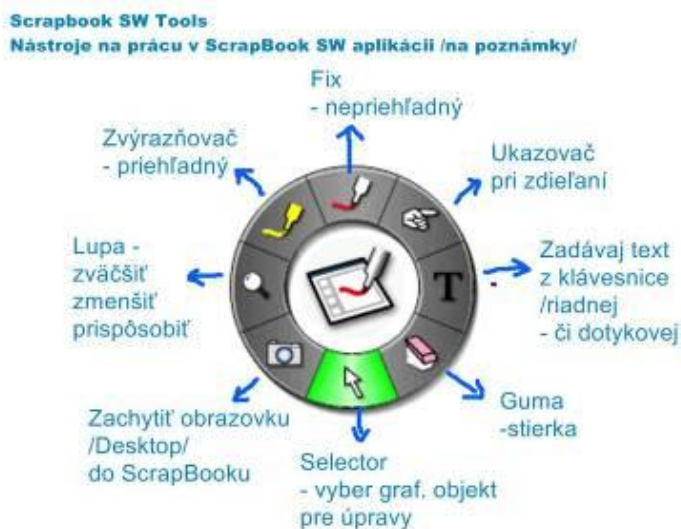 Scrapbook SW Tools
Nástroje na prácu v ScrapBook SW aplikácii /na poznámky/
Fix
- nepriehľadný
Zvýrazňovač
- priehľadný
Ukazovač
pri zdieľaní
Lupa -
zväčšiť
zmenšiť
prispôsobiť
T
Zadávaj text
z klávesnice
/riadnej
- či dotykovej
Zachytiť obrazovku
/Desktop/
do ScrapBooku
Selector
- vyber graf. objekt
pre úpravy
Guma
-stierka